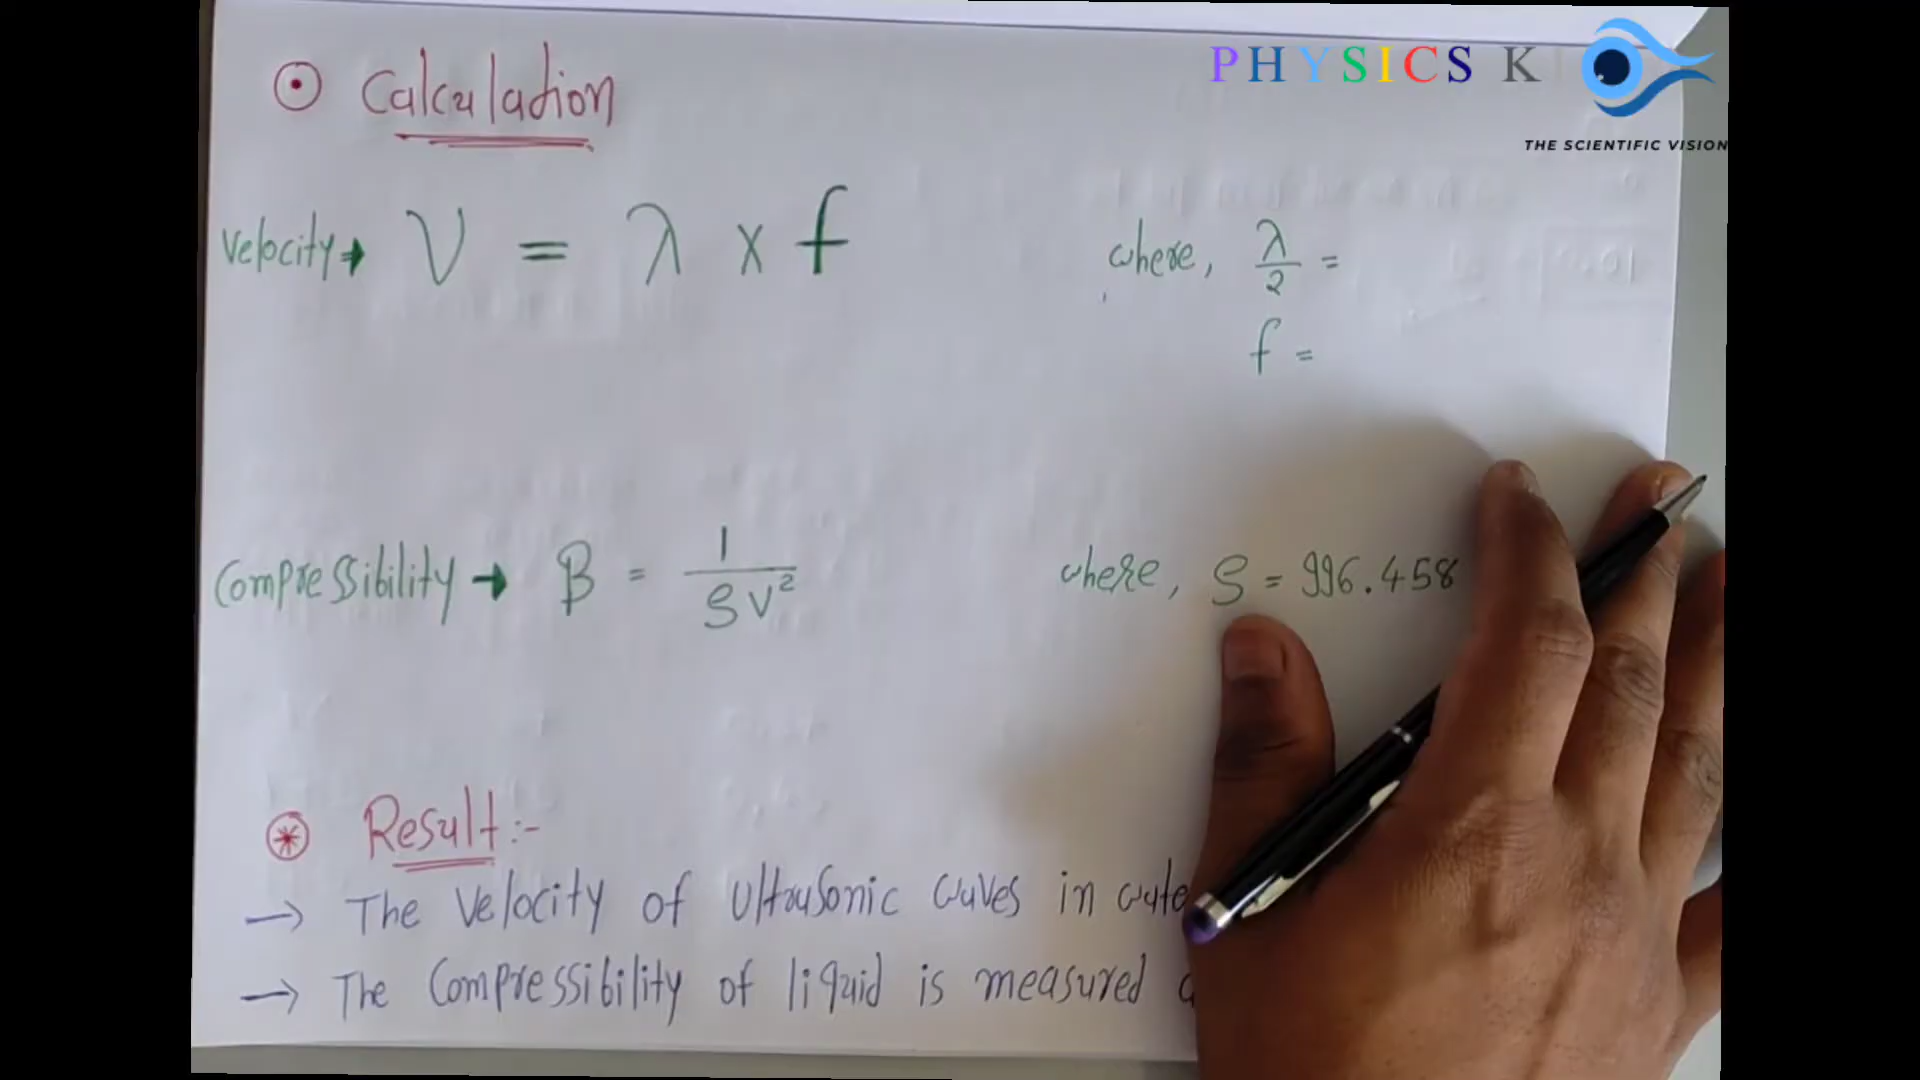 PHYSICS K
THE SCIENTIFIC VISION
Calculation
Velocity → V = λ x f
where, λ/2 =
f =
Compressibility → β = 1/ρv²
where, ρ = 996.458
Result :-
→ The Velocity of Ultrasonic waves in
→ The Compressibility of liquid is measured